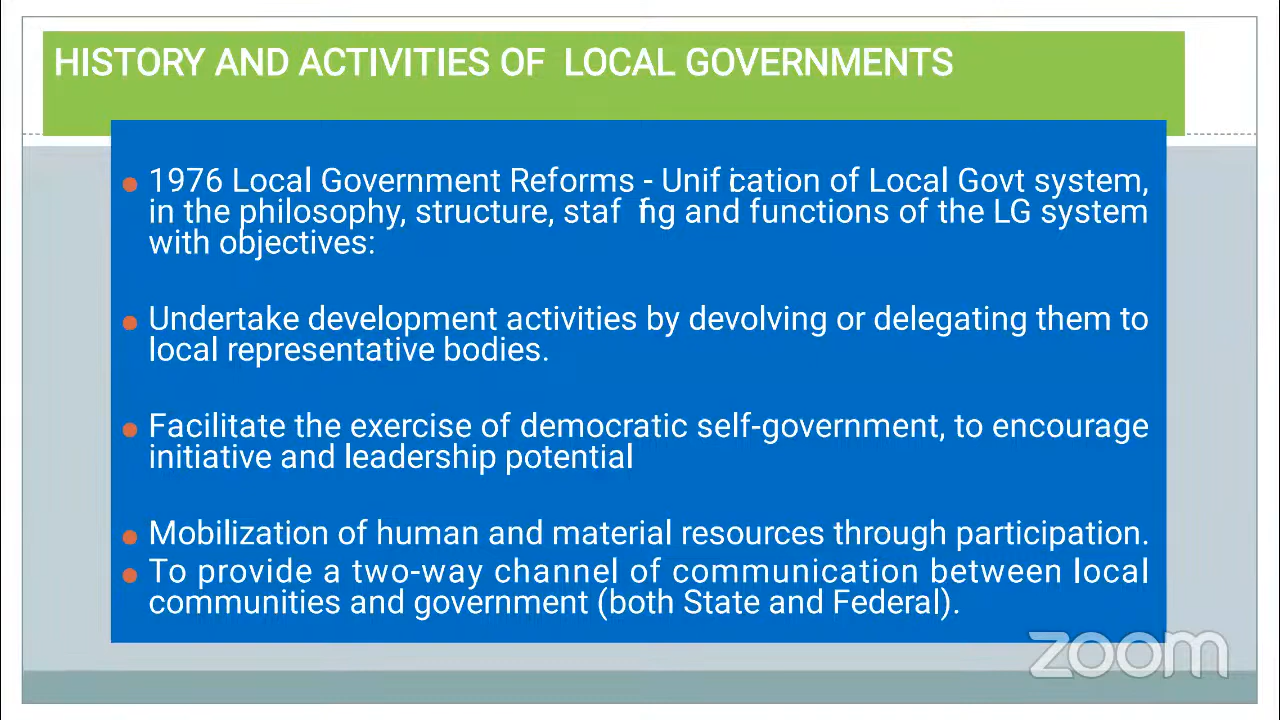 HISTORY AND ACTIVITIES OF LOCAL GOVERNMENTS
• 1976 Local Government Reforms - Unification of Local Govt system,
in the philosophy, structure, staffing and functions of the LG system
with objectives:
• Undertake development activities by devolving or delegating them to
local representative bodies.
• Facilitate the exercise of democratic self-government, to encourage
initiative and leadership potential
• Mobilization of human and material resources through participation.
• To provide a two-way channel of communication between local
communities and government (both State and Federal).
zoom